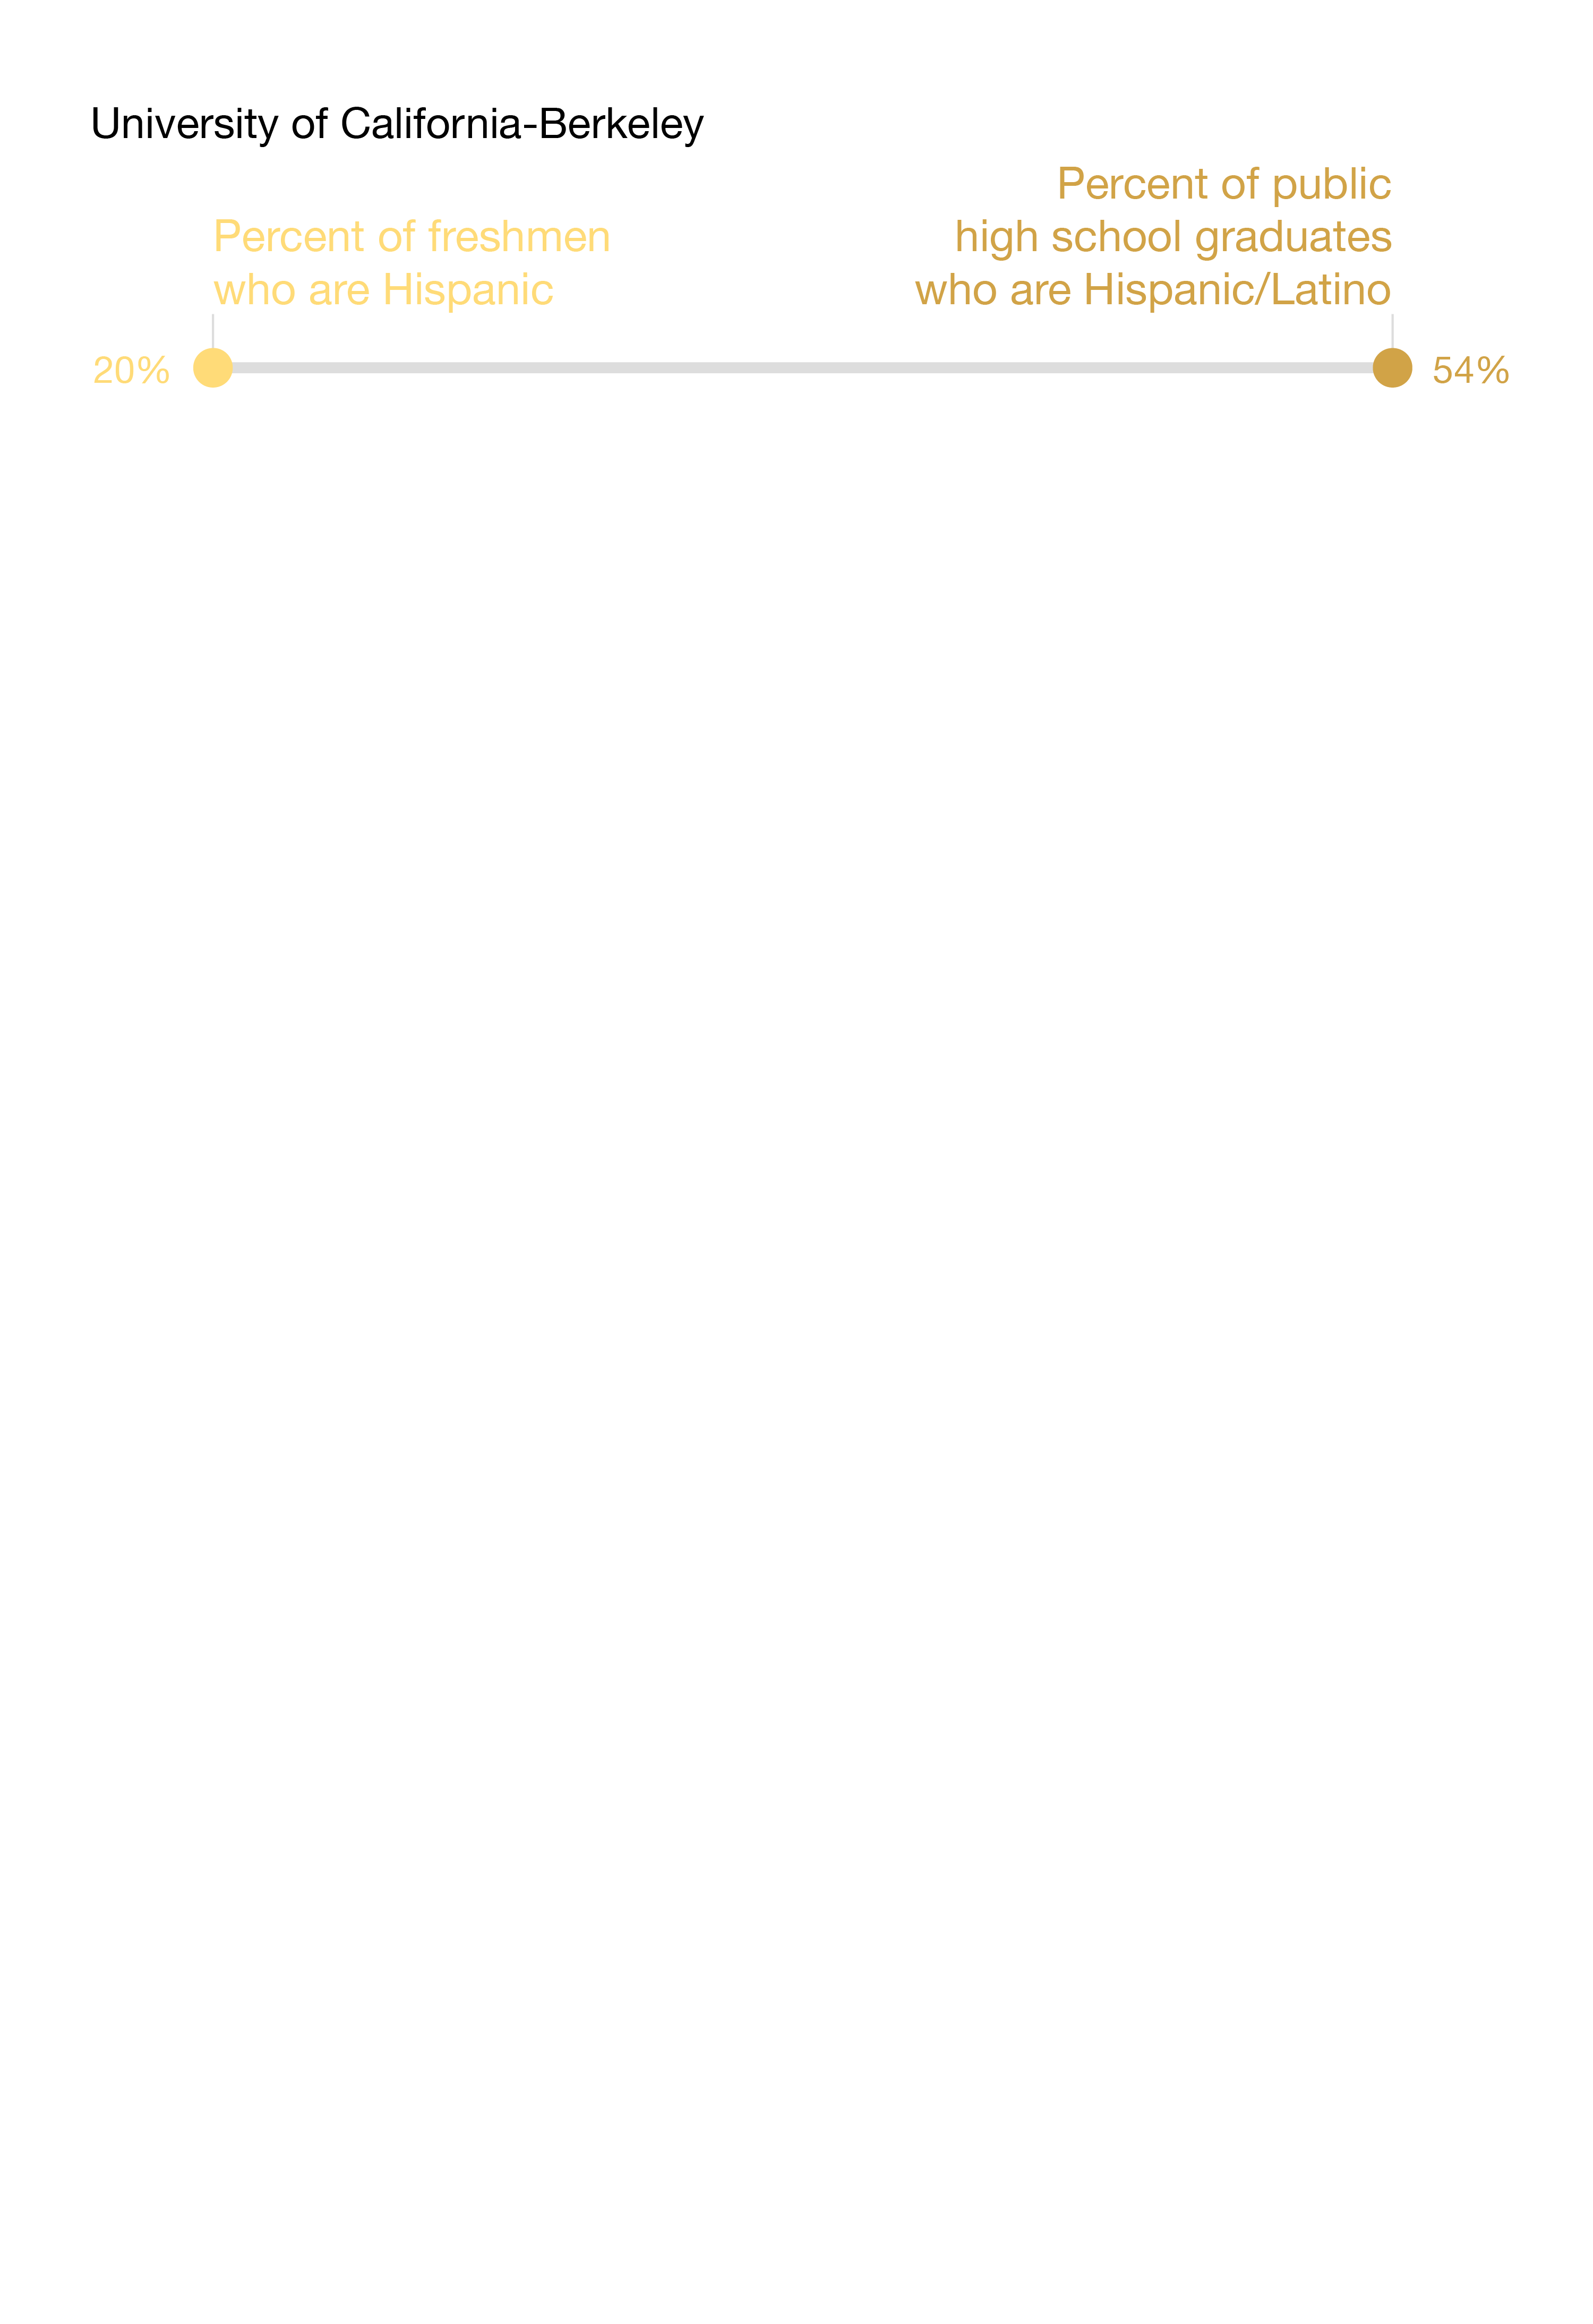 University of California-Berkeley
Percent of freshmen
who are Hispanic
Percent of public
high school graduates
who are Hispanic/Latino
20%
54%